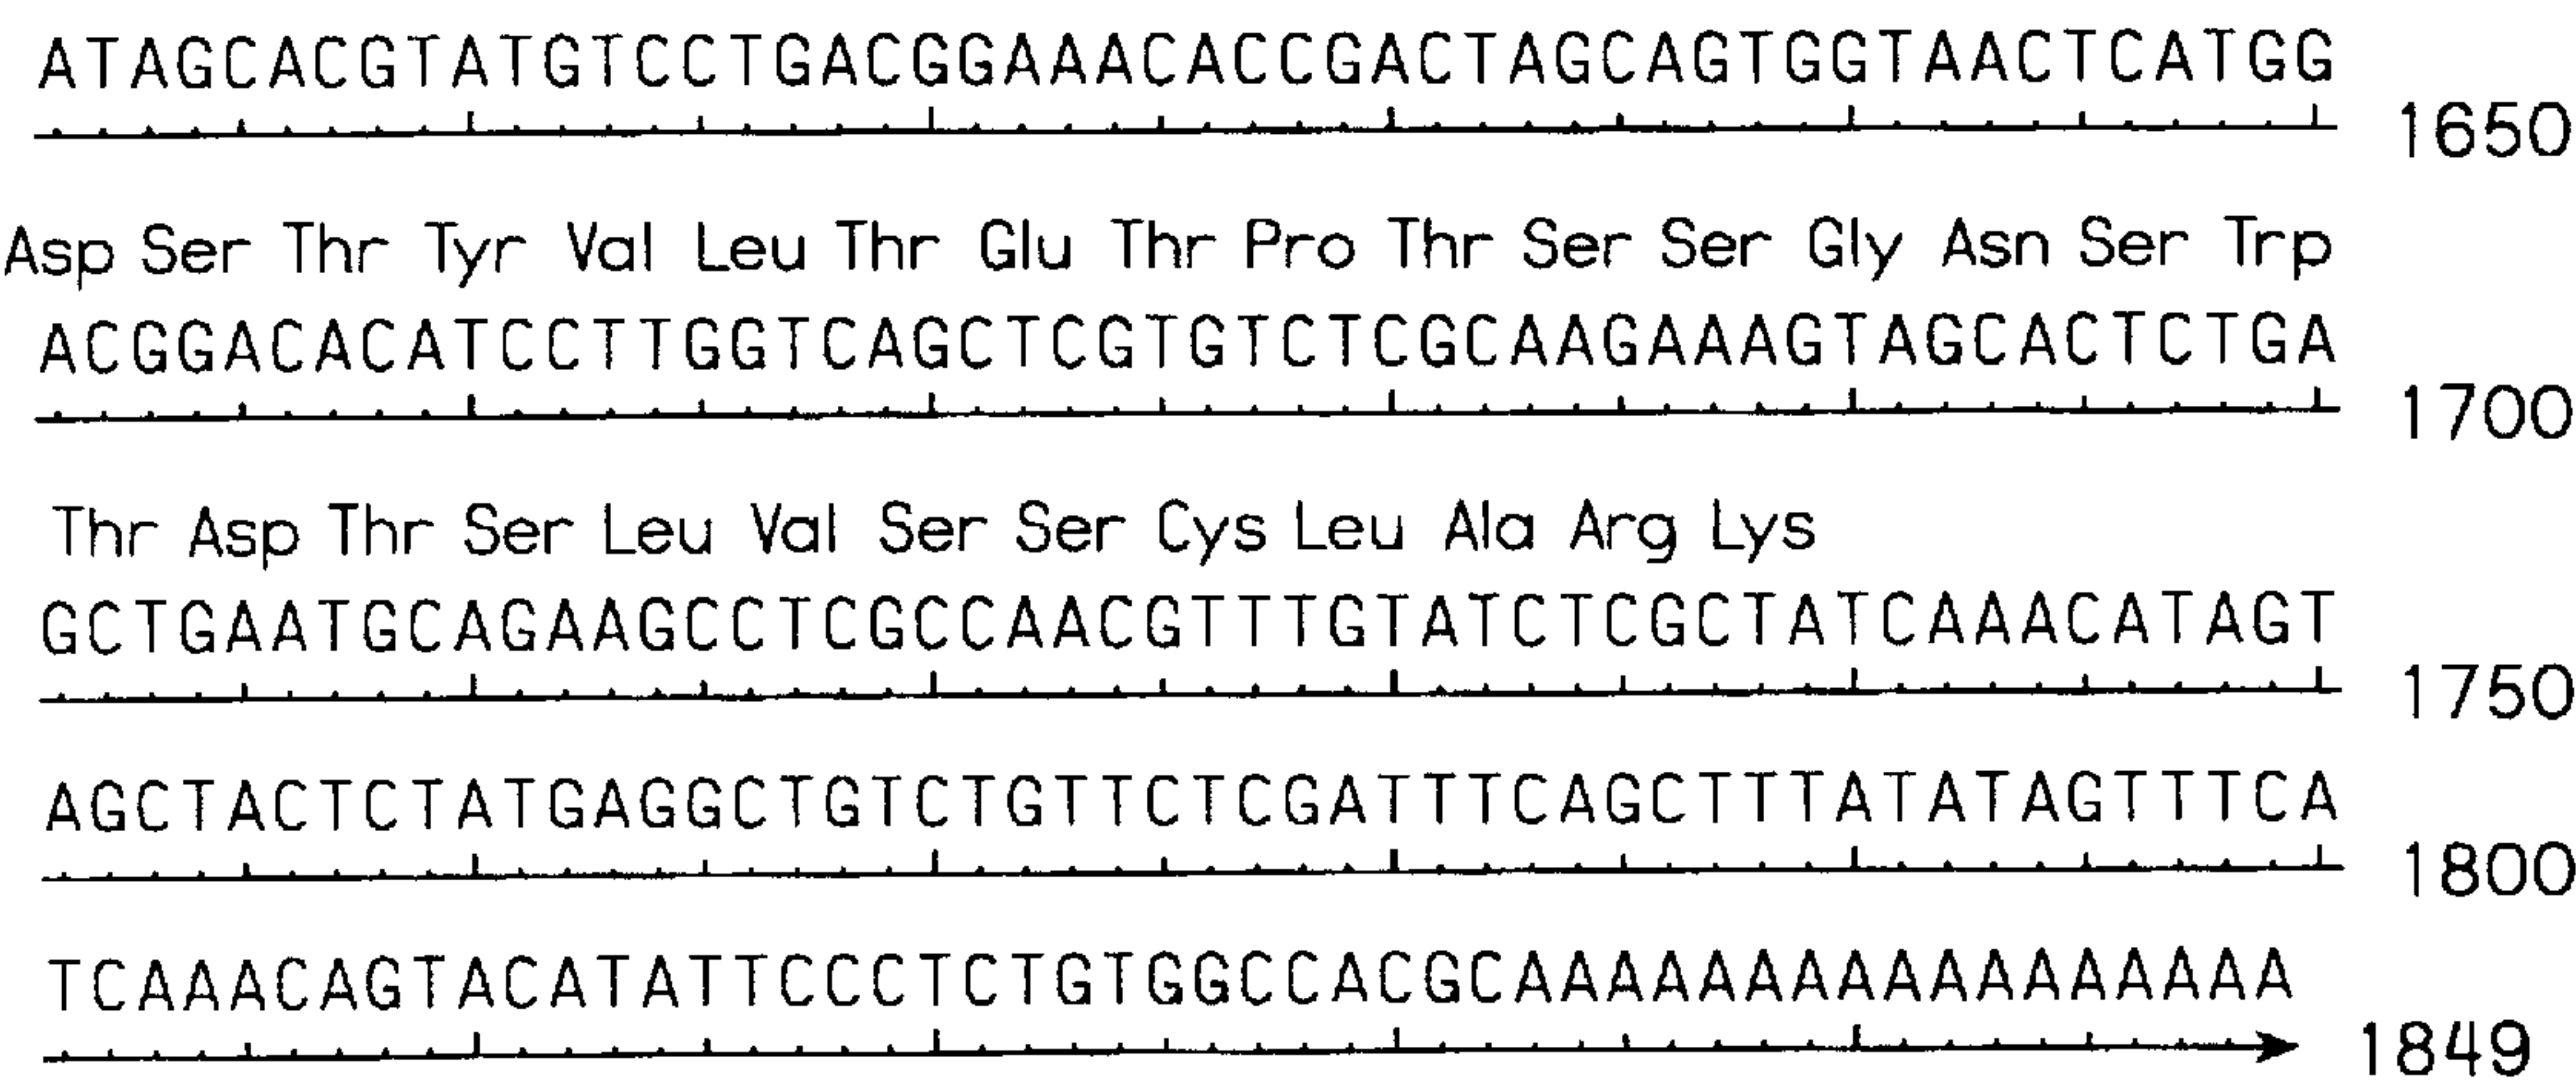 ATAGCACGTATGTCCTGACGGAAACACCGACTAGCAGTGGTAACTCATGG
1650
Asp Ser Thr Tyr Val Leu Thr Glu Thr Pro Thr Ser Ser Gly Asn Ser Trp
ACGGACACATCCTTGGTCAGCTCGTGTCTCGCAAGAAAGTAGCACTCTGA
1700
Thr Asp Thr Ser Leu Val Ser Ser Cys Leu Ala Arg Lys
GCTGAATGCAGAAGCCTCGCCAACGTTTGTATCTCGCTATCAAACATAGT
1750
AGCTACTCTATGAGGCTGTCTGTTCTCGATTTCAGCTTTATATAGTTTCA
1800
TCAAACAGTACATATTCCCTCTGTGGCCACGCAAAAAAAAAAAAAAAAA
1849